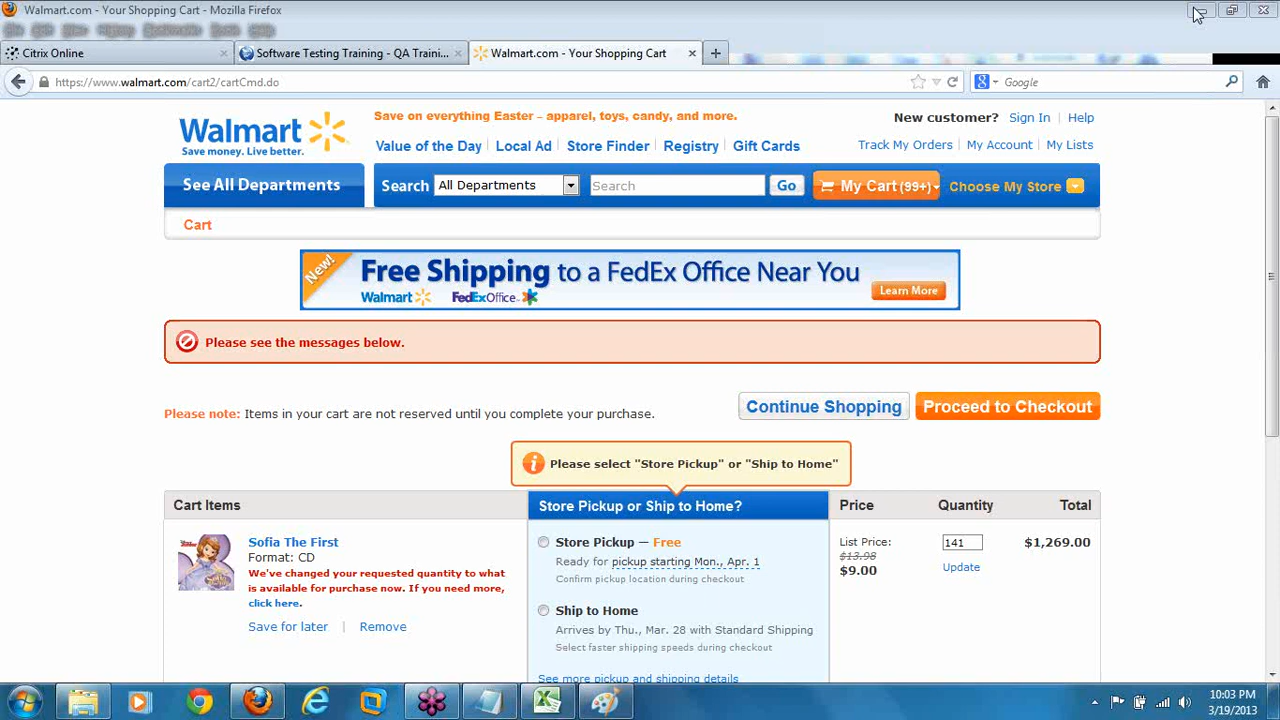 Walmart.com - Your Shopping Cart - Mozilla Firefox
Citrix Online
Software Testing Training - QA Traini...
Walmart.com - Your Shopping Cart
https://www.walmart.com/cart2/cartCmd.do
Google
Walmart
Save money. Live better.
Save on everything Easter – apparel, toys, candy, and more.
New customer? Sign In | Help
Value of the Day Local Ad Store Finder Registry Gift Cards
Track My Orders My Account My Lists
See All Departments
Search All Departments Search Go
My Cart (99+)
Choose My Store
Cart
New!
Free Shipping to a FedEx Office Near You
Walmart FedEx Office
Learn More
Please see the messages below.
Please note: Items in your cart are not reserved until you complete your purchase.
Continue Shopping
Proceed to Checkout
Please select "Store Pickup" or "Ship to Home"
Cart Items
Store Pickup or Ship to Home?
Price
Quantity
Total
Sofia The First
Format: CD
We've changed your requested quantity to what
is available for purchase now. If you need more,
click here.
Save for later | Remove
Store Pickup — Free
Ready for pickup starting Mon., Apr. 1
Confirm pickup location during checkout
Ship to Home
Arrives by Thu., Mar. 28 with Standard Shipping
Select faster shipping speeds during checkout
See more pickup and shipping details
List Price:
$13.98
$9.00
141
Update
$1,269.00
10:03 PM
3/19/2013